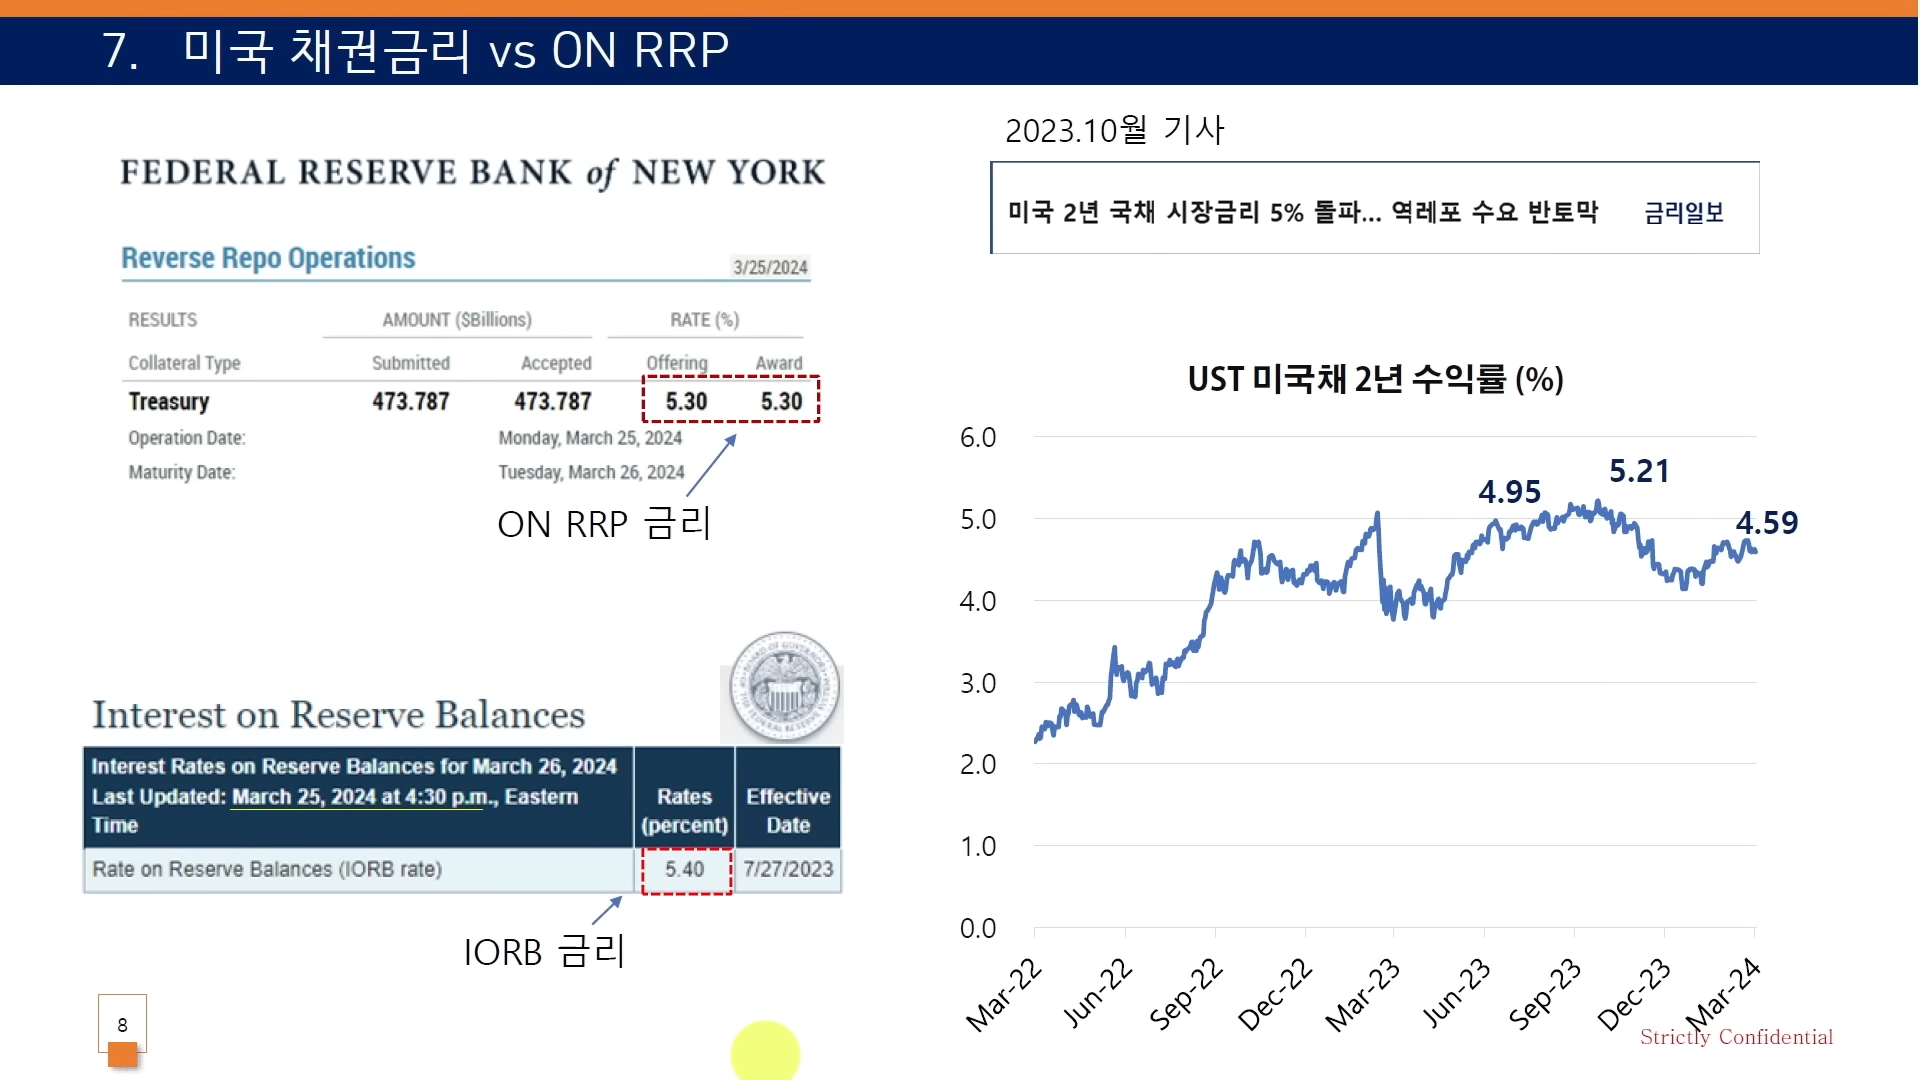 7. 미국 채권금리 vs ON RRP
FEDERAL RESERVE BANK of NEW YORK
Reverse Repo Operations 3/25/2024
RESULTS AMOUNT ($Billions) RATE (%)
Collateral Type Submitted Accepted Offering Award
Treasury 473.787 473.787 5.30 5.30
Operation Date: Monday, March 25, 2024
Maturity Date: Tuesday, March 26, 2024
ON RRP 금리
Interest on Reserve Balances
Interest Rates on Reserve Balances for March 26, 2024
Last Updated: March 25, 2024 at 4:30 p.m., Eastern
Time
Rates
(percent)
Effective
Date
Rate on Reserve Balances (IORB rate) 5.40 7/27/2023
IORB 금리
8
2023.10월 기사
미국 2년 국채 시장금리 5% 돌파... 역레포 수요 반토막 금리일보
UST 미국채 2년 수익률 (%)
6.0
5.0
4.0
3.0
2.0
1.0
0.0
4.95
5.21
4.59
Mar-22
Jun-22
Sep-22
Dec-22
Mar-23
Jun-23
Sep-23
Dec-23
Mar-24
Strictly Confidential